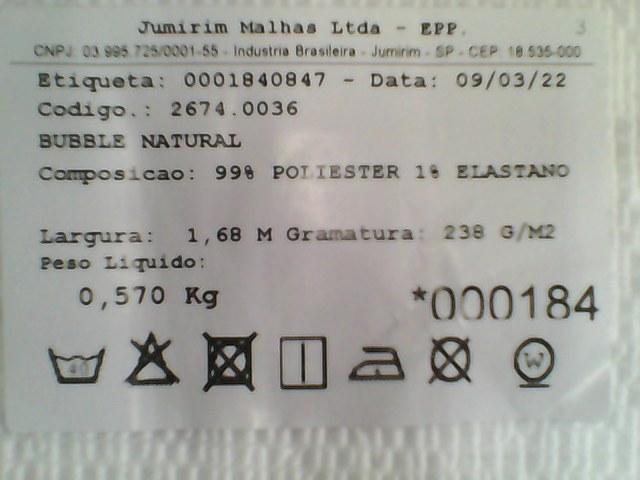 Jumirim Malhas Ltda - EPP. 3
CNPJ: 03.995.725/0001-55 - Industria Brasileira - Jumirim - SP - CEP: 18.535-000
Etiqueta: 0001840847 - Data: 09/03/22
Codigo.: 2674.0036
BUBBLE NATURAL
Composicao: 99% POLIESTER 1% ELASTANO
Largura: 1,68 M Gramatura: 238 G/M2
Peso Liquido:
0,570 Kg *000184
40 W